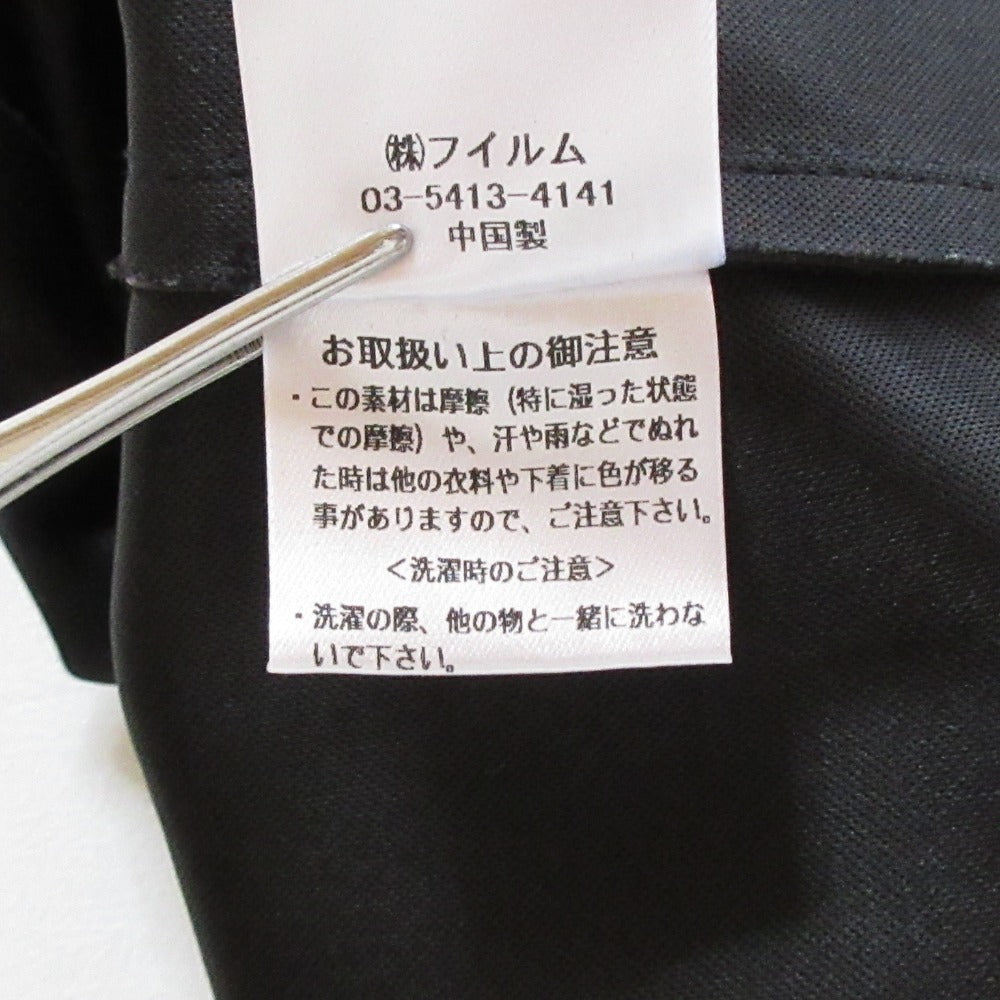 ㈱フイルム
03-5413-4141
中国製
お取扱い上の御注意
・この素材は摩擦（特に湿った状態
での摩擦）や、汗や雨などでぬれ
た時は他の衣料や下着に色が移る
事がありますので、ご注意下さい。
＜洗濯時のご注意＞
・洗濯の際、他の物と一緒に洗わな
いで下さい。